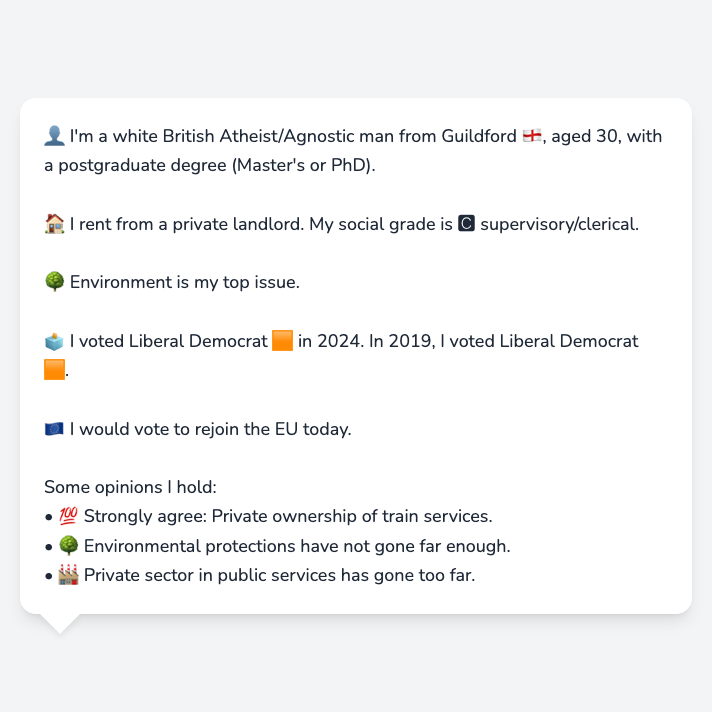 👤 I'm a white British Atheist/Agnostic man from Guildford 🏴󠁧󠁢󠁥󠁮󠁧󠁿, aged 30, with
a postgraduate degree (Master's or PhD).
🏠 I rent from a private landlord. My social grade is 🅲 supervisory/clerical.
🌳 Environment is my top issue.
🗳️ I voted Liberal Democrat 🟧 in 2024. In 2019, I voted Liberal Democrat
🟧.
🇪🇺 I would vote to rejoin the EU today.
Some opinions I hold:
• 💯 Strongly agree: Private ownership of train services.
• 🌳 Environmental protections have not gone far enough.
• 🏭 Private sector in public services has gone too far.